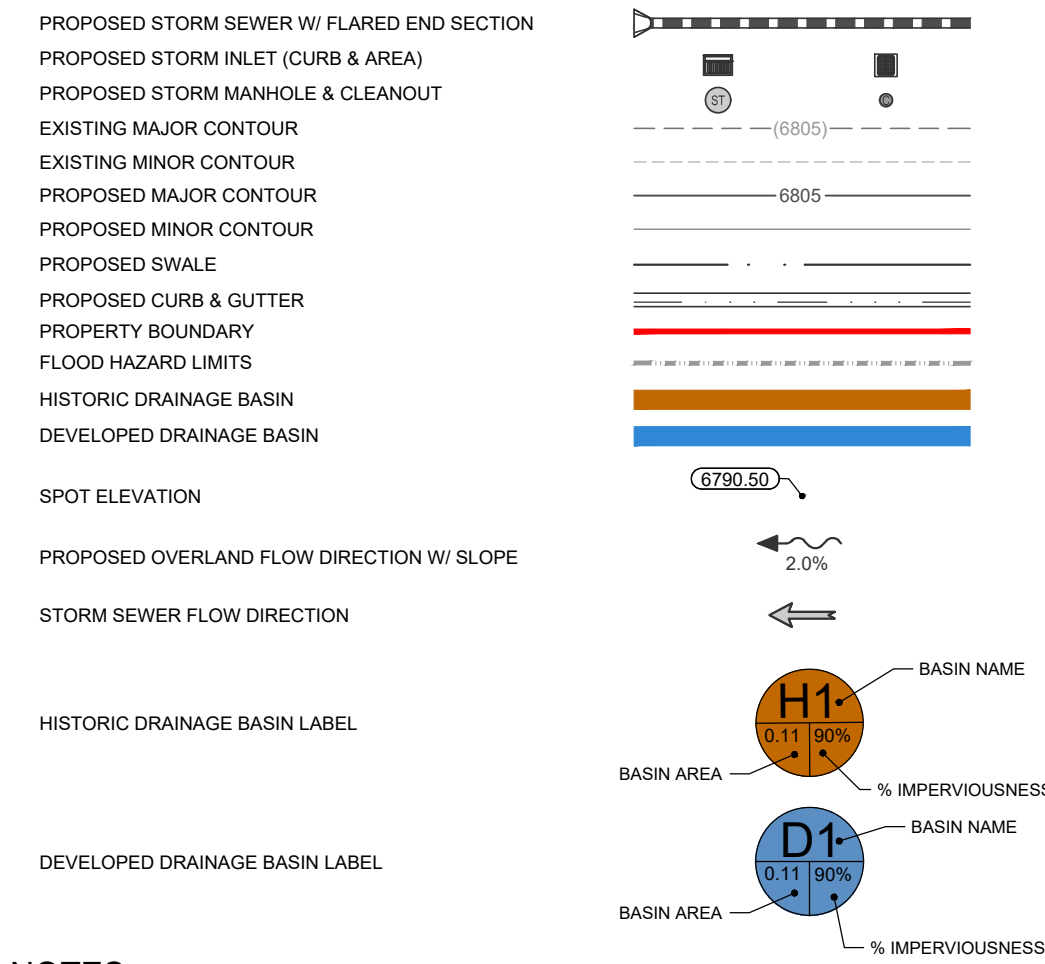 PROPOSED STORM SEWER W/ FLARED END SECTION
PROPOSED STORM INLET (CURB & AREA)
PROPOSED STORM MANHOLE & CLEANOUT
ST
C
EXISTING MAJOR CONTOUR
(6805)
EXISTING MINOR CONTOUR
PROPOSED MAJOR CONTOUR
6805
PROPOSED MINOR CONTOUR
PROPOSED SWALE
PROPOSED CURB & GUTTER
PROPERTY BOUNDARY
FLOOD HAZARD LIMITS
HISTORIC DRAINAGE BASIN
DEVELOPED DRAINAGE BASIN
SPOT ELEVATION
6790.50
PROPOSED OVERLAND FLOW DIRECTION W/ SLOPE
2.0%
STORM SEWER FLOW DIRECTION
HISTORIC DRAINAGE BASIN LABEL
H1
0.11 90%
BASIN NAME
BASIN AREA
% IMPERVIOUSNESS
DEVELOPED DRAINAGE BASIN LABEL
D1
0.11 90%
BASIN NAME
BASIN AREA
% IMPERVIOUSNESS